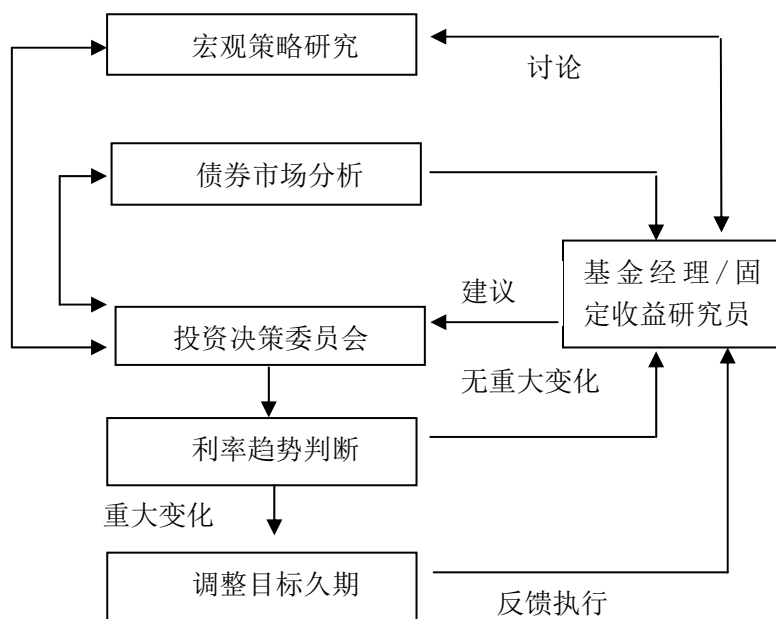 宏观策略研究
讨论
债券市场分析
基金经理/固
定收益研究员
建议
投资决策委员会
无重大变化
利率趋势判断
重大变化
调整目标久期
反馈执行